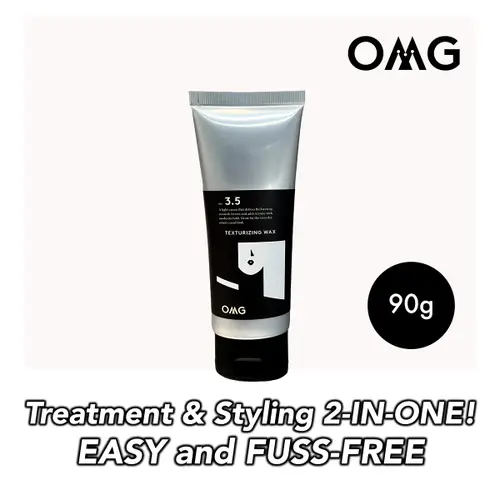 OMG
3.5
TEXTURIZING WAX
OMG
90g
Treatment & Styling 2-IN-ONE!
EASY and FUSS-FREE